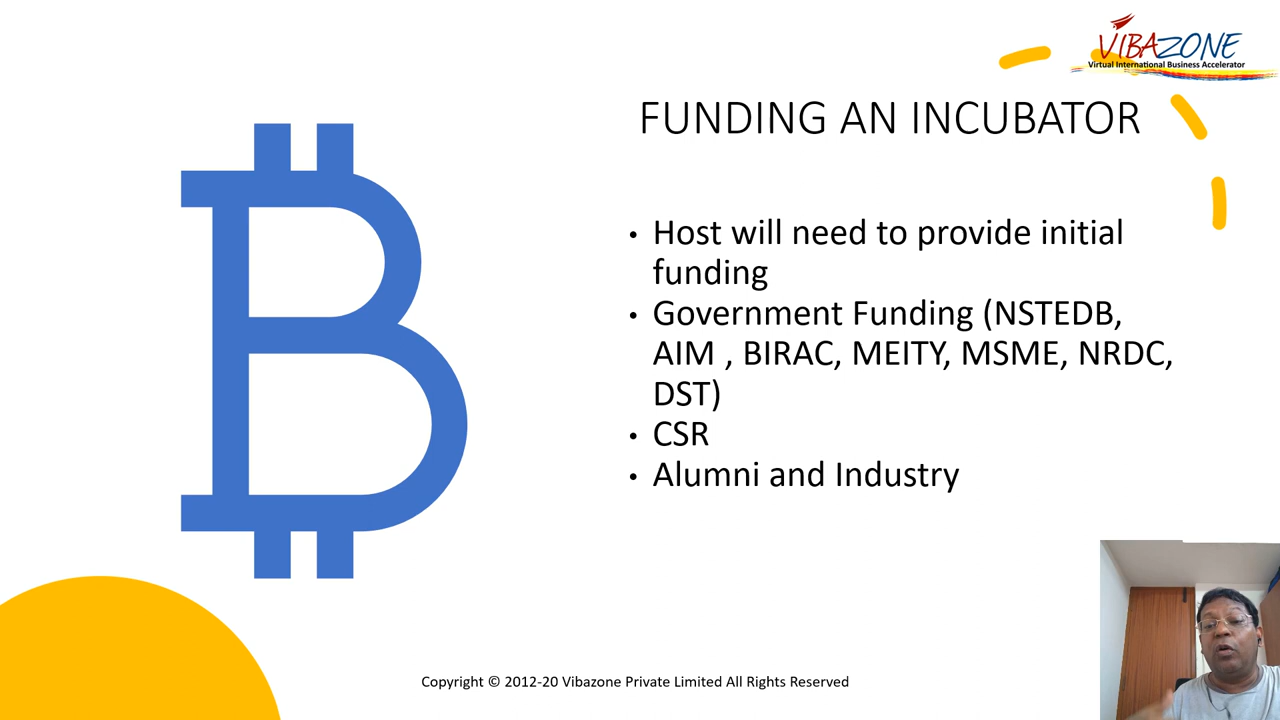 VIBAZONE
Virtual International Business Accelerator
FUNDING AN INCUBATOR
• Host will need to provide initial
funding
• Government Funding (NSTEDB,
AIM , BIRAC, MEITY, MSME, NRDC,
DST)
• CSR
• Alumni and Industry
Copyright © 2012-20 Vibazone Private Limited All Rights Reserved